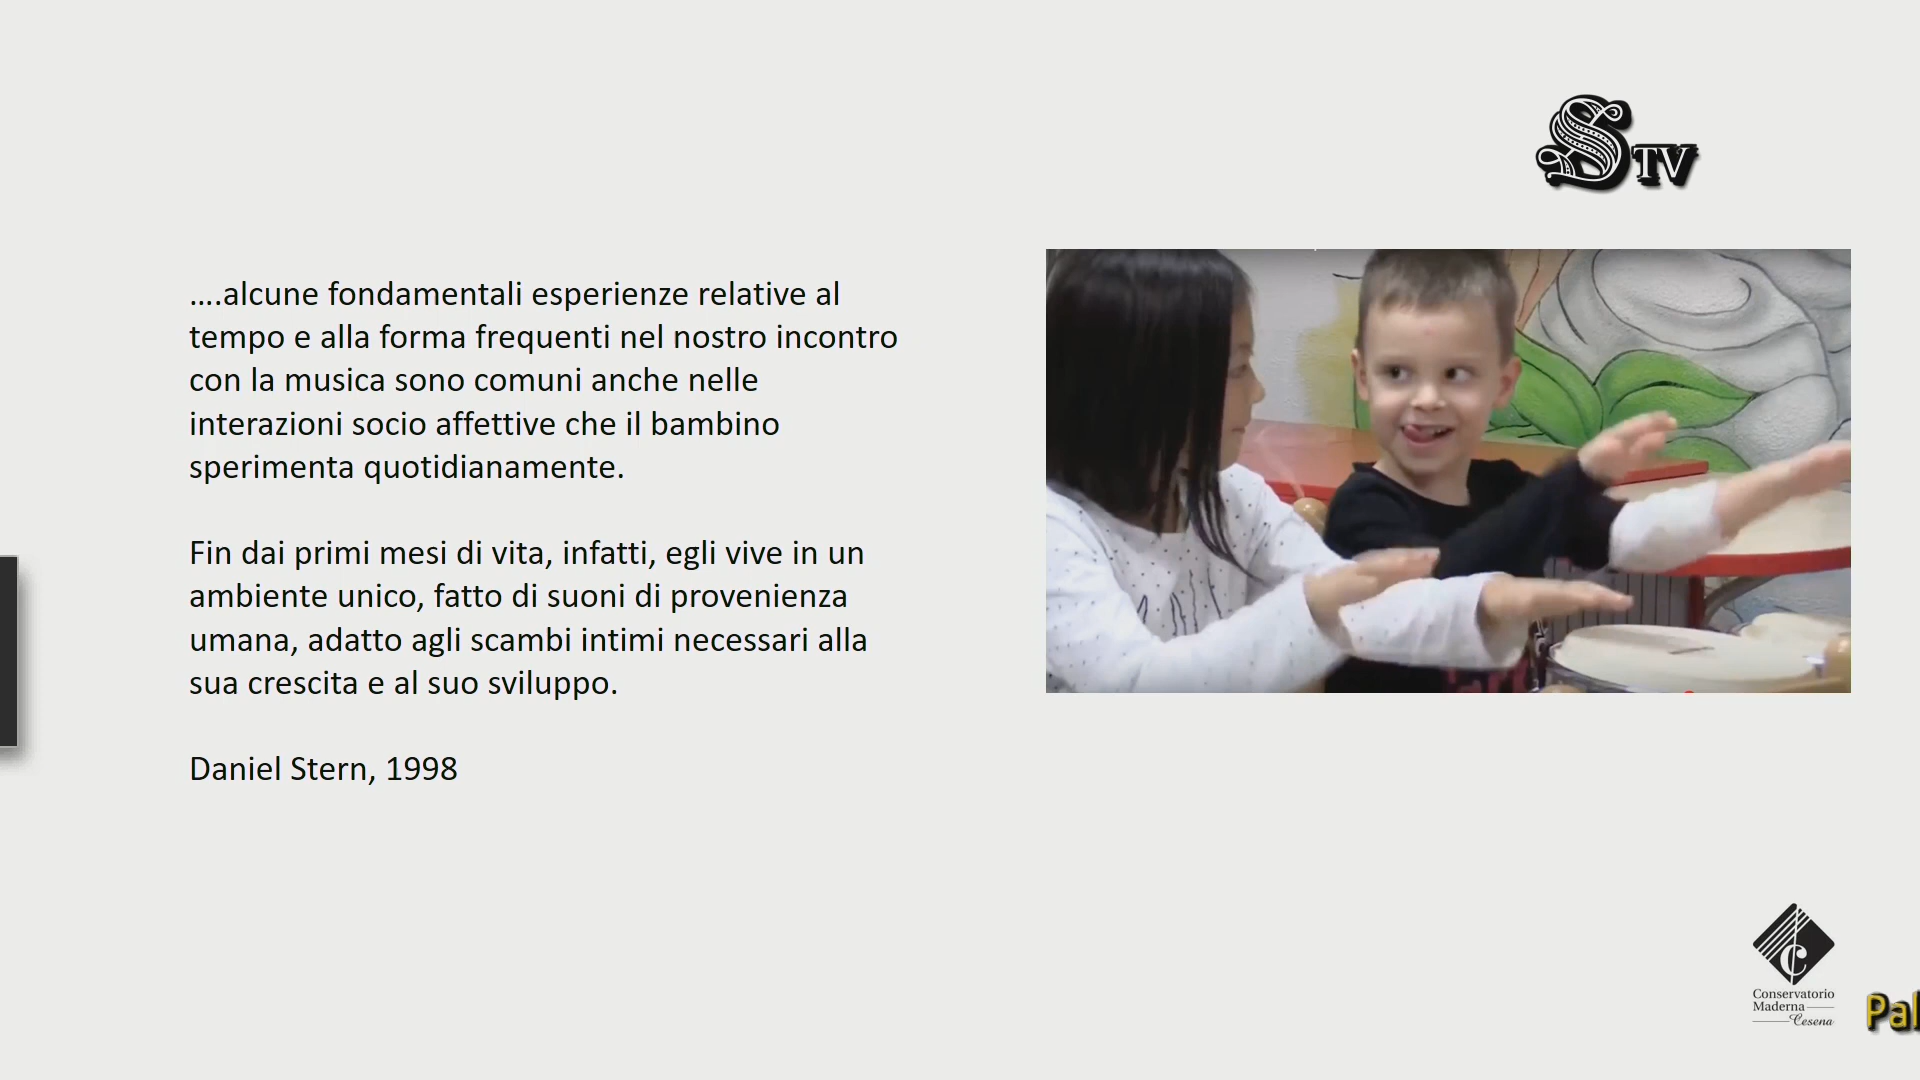 S TV
....alcune fondamentali esperienze relative al
tempo e alla forma frequenti nel nostro incontro
con la musica sono comuni anche nelle
interazioni socio affettive che il bambino
sperimenta quotidianamente.
Fin dai primi mesi di vita, infatti, egli vive in un
ambiente unico, fatto di suoni di provenienza
umana, adatto agli scambi intimi necessari alla
sua crescita e al suo sviluppo.
Daniel Stern, 1998
C
Conservatorio
Maderna
Cesena